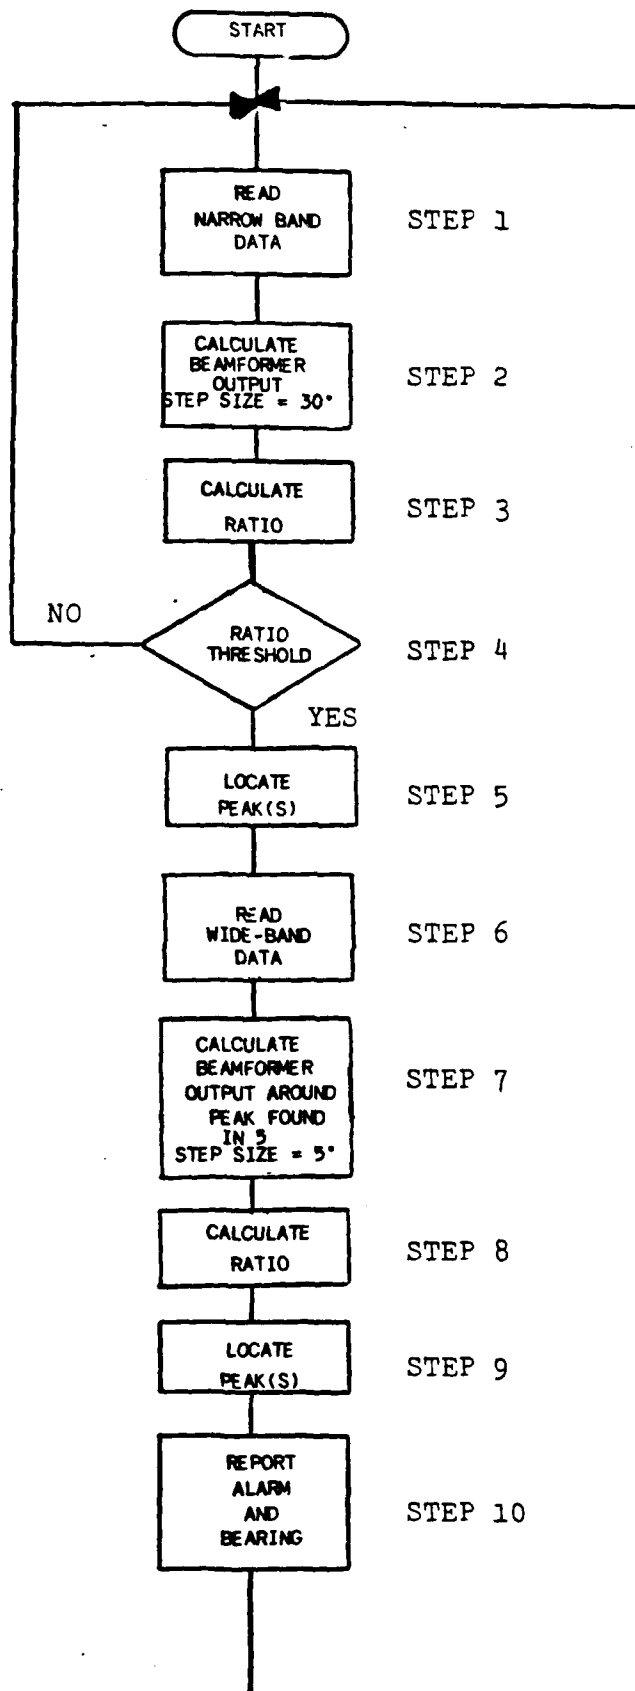 START
READ
NARROW BAND
DATA
STEP 1
CALCULATE
BEAMFORMER
OUTPUT
STEP SIZE = 30°
STEP 2
CALCULATE
RATIO
STEP 3
NO
RATIO
THRESHOLD
STEP 4
YES
LOCATE
PEAK(S)
STEP 5
READ
WIDE-BAND
DATA
STEP 6
CALCULATE
BEAMFORMER
OUTPUT AROUND
PEAK FOUND
IN 5
STEP SIZE = 5°
STEP 7
CALCULATE
RATIO
STEP 8
LOCATE
PEAK(S)
STEP 9
REPORT
ALARM
AND
BEARING
STEP 10